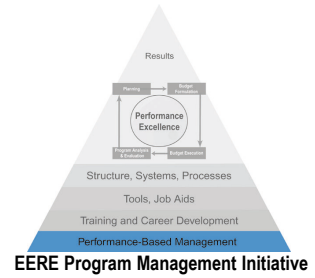 Results
Planning
Budget
Formulation
Performance
Excellence
Program Analysis
& Evaluation
Budget Execution
Structure, Systems, Processes
Tools, Job Aids
Training and Career Development
Performance-Based Management
EERE Program Management Initiative